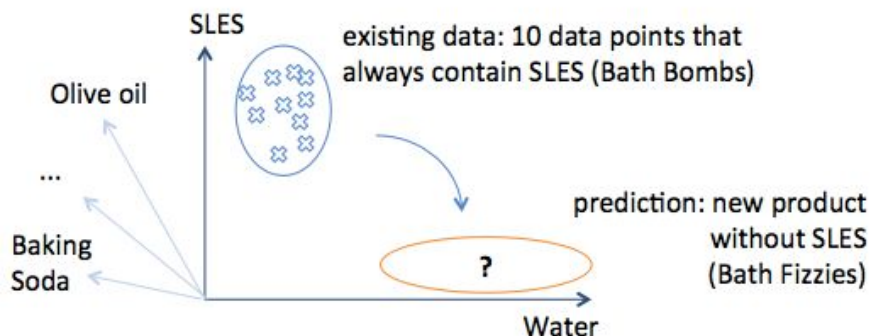 SLES
existing data: 10 data points that
always contain SLES (Bath Bombs)
Olive oil
...
Baking
Soda
prediction: new product
without SLES
(Bath Fizzies)
?
Water